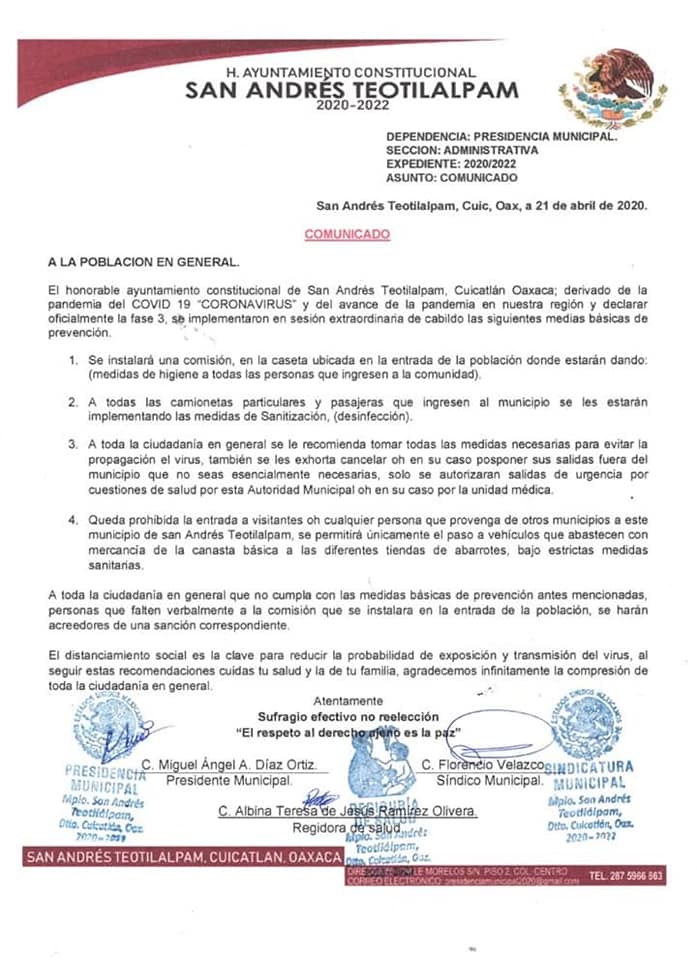 H. AYUNTAMIENTO CONSTITUCIONAL
SAN ANDRÉS TEOTILALPAM
2020-2022
DEPENDENCIA: PRESIDENCIA MUNICIPAL.
SECCION: ADMINISTRATIVA
EXPEDIENTE: 2020/2022
ASUNTO: COMUNICADO
San Andrés Teotilalpam, Cuic, Oax, a 21 de abril de 2020.
COMUNICADO
A LA POBLACION EN GENERAL.
El honorable ayuntamiento constitucional de San Andrés Teotilalpam, Cuicatlán Oaxaca; derivado de la
pandemia del COVID 19 “CORONAVIRUS” y del avance de la pandemia en nuestra región y declarar
oficialmente la fase 3, se implementaron en sesión extraordinaria de cabildo las siguientes medias básicas de
prevención.
1. Se instalará una comisión, en la caseta ubicada en la entrada de la población donde estarán dando:
(medidas de higiene a todas las personas que ingresen a la comunidad).
2. A todas las camionetas particulares y pasajeras que ingresen al municipio se les estarán
implementando las medidas de Sanitización, (desinfección).
3. A toda la ciudadanía en general se le recomienda tomar todas las medidas necesarias para evitar la
propagación el virus, también se les exhorta cancelar oh en su caso posponer sus salidas fuera del
municipio que no seas esencialmente necesarias, solo se autorizaran salidas de urgencia por
cuestiones de salud por esta Autoridad Municipal oh en su caso por la unidad médica.
4. Queda prohibida la entrada a visitantes oh cualquier persona que provenga de otros municipios a este
municipio de san Andrés Teotilalpam, se permitirá únicamente el paso a vehículos que abastecen con
mercancía de la canasta básica a las diferentes tiendas de abarrotes, bajo estrictas medidas
sanitarias.
A toda la ciudadanía en general que no cumpla con las medidas básicas de prevención antes mencionadas,
personas que falten verbalmente a la comisión que se instalara en la entrada de la población, se harán
acreedores de una sanción correspondiente.
El distanciamiento social es la clave para reducir la probabilidad de exposición y transmisión del virus, al
seguir estas recomendaciones cuidas tu salud y la de tu familia, agradecemos infinitamente la compresión de
toda la ciudadanía en general.
Atentamente
Sufragio efectivo no reelección
“El respeto al derecho ajeno es la paz”
ESTADOS UNIDOS MEXICANOS
PRESIDENCIA
MUNICIPAL
Mpio. San Andrés
Teotilálpam,
Dtto. Cuicatlán, Oax.
C. Miguel Ángel A. Díaz Ortiz.
Presidente Municipal.
C. Florencio Velazco
Síndico Municipal.
ESTADOS UNIDOS MEXICANOS
SINDICATURA
MUNICIPAL
Mpio. San Andrés
Teotilálpam,
Dtto. Cuicatlán, Oax.
2020-2022
C. Albina Teresa de Jesús Ramírez Olivera.
Regidora de salud.
REGIDURIA
DE SALUD
Mpio. San Andrés
Teotilálpam,
Dtto. Cuicatlán, Oax.
SAN ANDRÉS TEOTILALPAM, CUICATLAN, OAXACA
CALLE MORELOS S/N, PISO 2, COL. CENTRO
CORREO ELECTRONICO: presidenciamunicipal2020@gmail.com
TEL. 287 5966 663